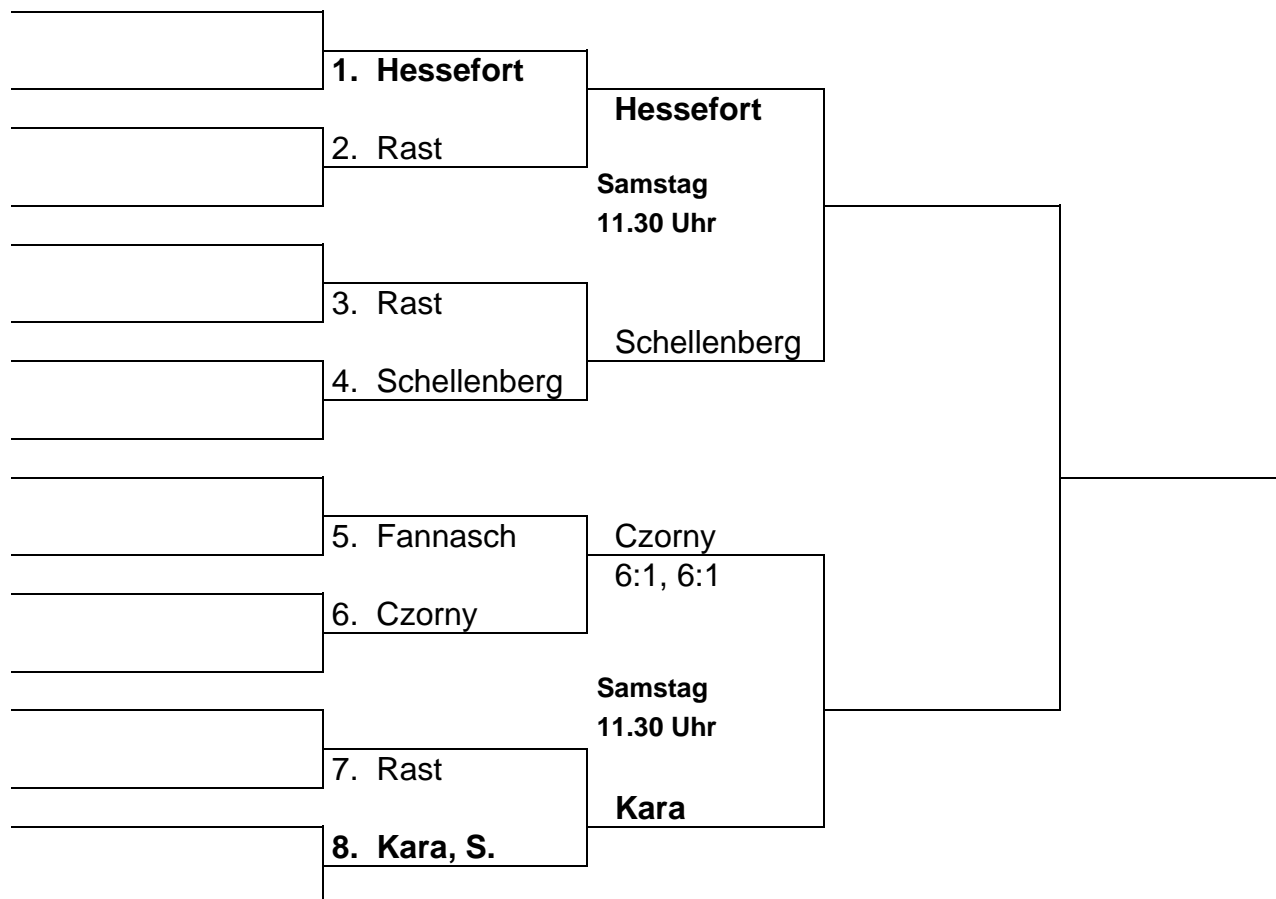 1. Hessefort
Hessefort
2. Rast
Samstag
11.30 Uhr
3. Rast
Schellenberg
4. Schellenberg
5. Fannasch
Czorny
6:1, 6:1
6. Czorny
Samstag
11.30 Uhr
7. Rast
Kara
8. Kara, S.